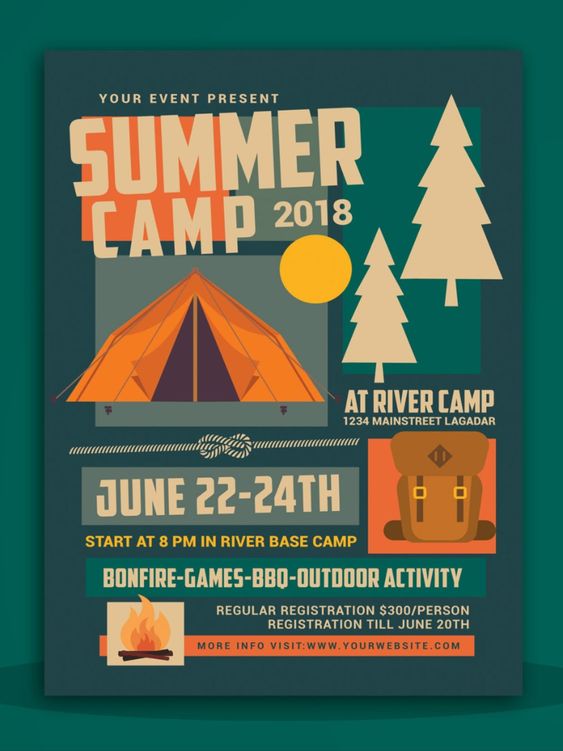 YOUR EVENT PRESENT
SUMMER
CAMP 2018
AT RIVER CAMP
1234 MAINSTREET LAGADAR
JUNE 22-24TH
START AT 8 PM IN RIVER BASE CAMP
BONFIRE-GAMES-BBQ-OUTDOOR ACTIVITY
REGULAR REGISTRATION $300/PERSON
REGISTRATION TILL JUNE 20TH
MORE INFO VISIT:WWW.YOURWEBSITE.COM